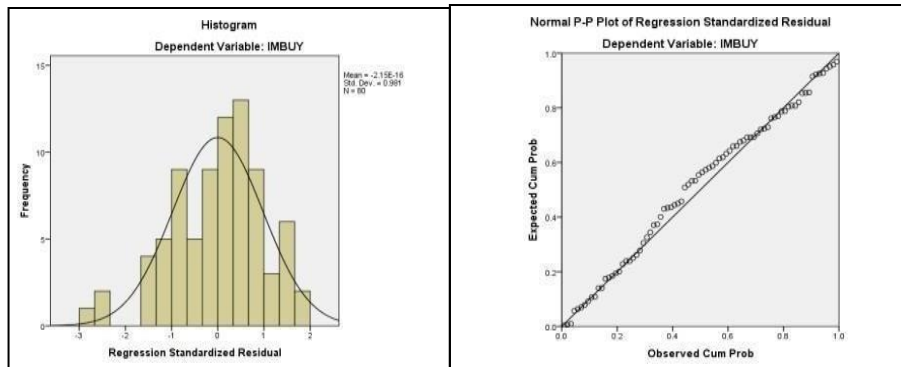 Histogram
Dependent Variable: IMBUY
Mean = -2.15E-16
Std. Dev. = 0.981
N = 80
15
10
5
0
Frequency
-3 -2 -1 0 1 2
Regression Standardized Residual
Normal P-P Plot of Regression Standardized Residual
Dependent Variable: IMBUY
1.0
0.8
0.6
0.4
0.2
0.0
Expected Cum Prob
0.0 0.2 0.4 0.6 0.8 1.0
Observed Cum Prob